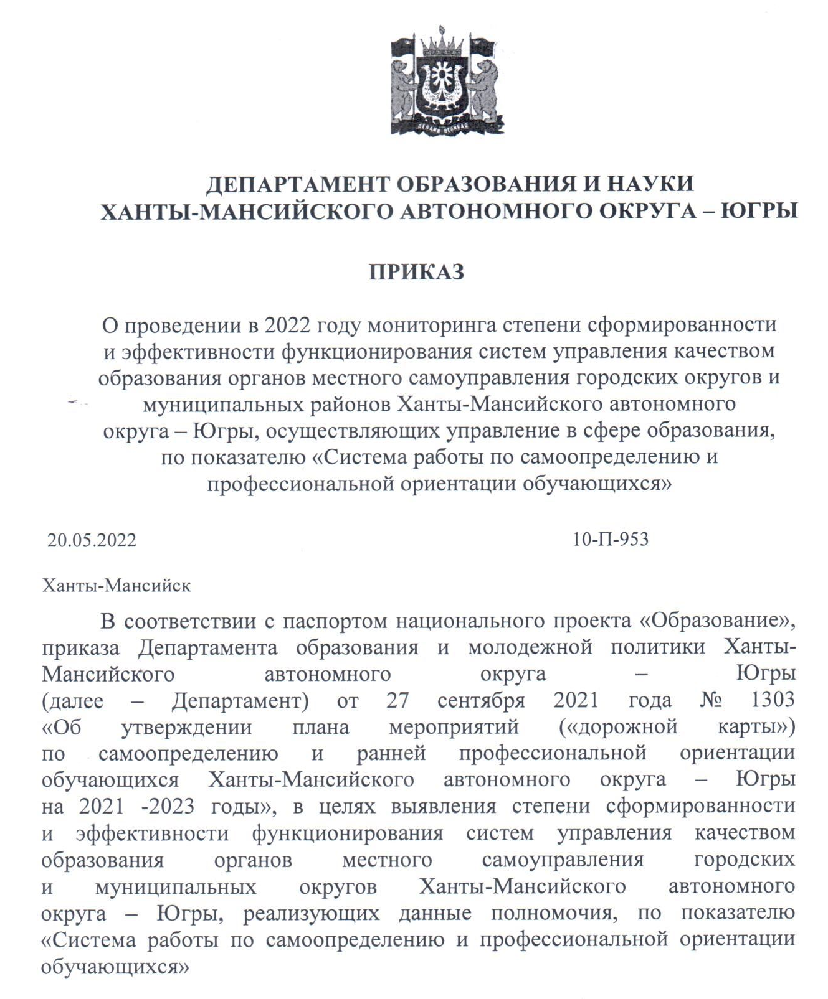 ДЕЛАМИ ВЕЛИКАЯ
ДЕПАРТАМЕНТ ОБРАЗОВАНИЯ И НАУКИ
ХАНТЫ-МАНСИЙСКОГО АВТОНОМНОГО ОКРУГА – ЮГРЫ
ПРИКАЗ
О проведении в 2022 году мониторинга степени сформированности
и эффективности функционирования систем управления качеством
образования органов местного самоуправления городских округов и
муниципальных районов Ханты-Мансийского автономного
округа – Югры, осуществляющих управление в сфере образования,
по показателю «Система работы по самоопределению и
профессиональной ориентации обучающихся»
20.05.2022 10-П-953
Ханты-Мансийск
В соответствии с паспортом национального проекта «Образование»,
приказа Департамента образования и молодежной политики Ханты-
Мансийского автономного округа – Югры
(далее – Департамент) от 27 сентября 2021 года № 1303
«Об утверждении плана мероприятий («дорожной карты»)
по самоопределению и ранней профессиональной ориентации
обучающихся Ханты-Мансийского автономного округа – Югры
на 2021 -2023 годы», в целях выявления степени сформированности
и эффективности функционирования систем управления качеством
образования органов местного самоуправления городских
и муниципальных округов Ханты-Мансийского автономного
округа – Югры, реализующих данные полномочия, по показателю
«Система работы по самоопределению и профессиональной ориентации
обучающихся»